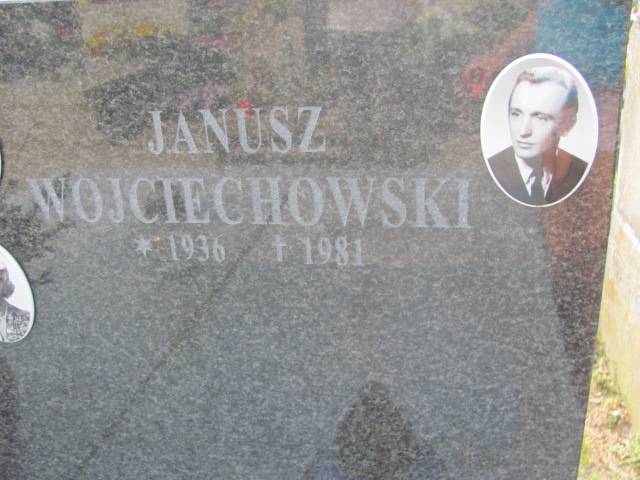 JANUSZ
WOJCIECHOWSKI
* 1936 † 1981